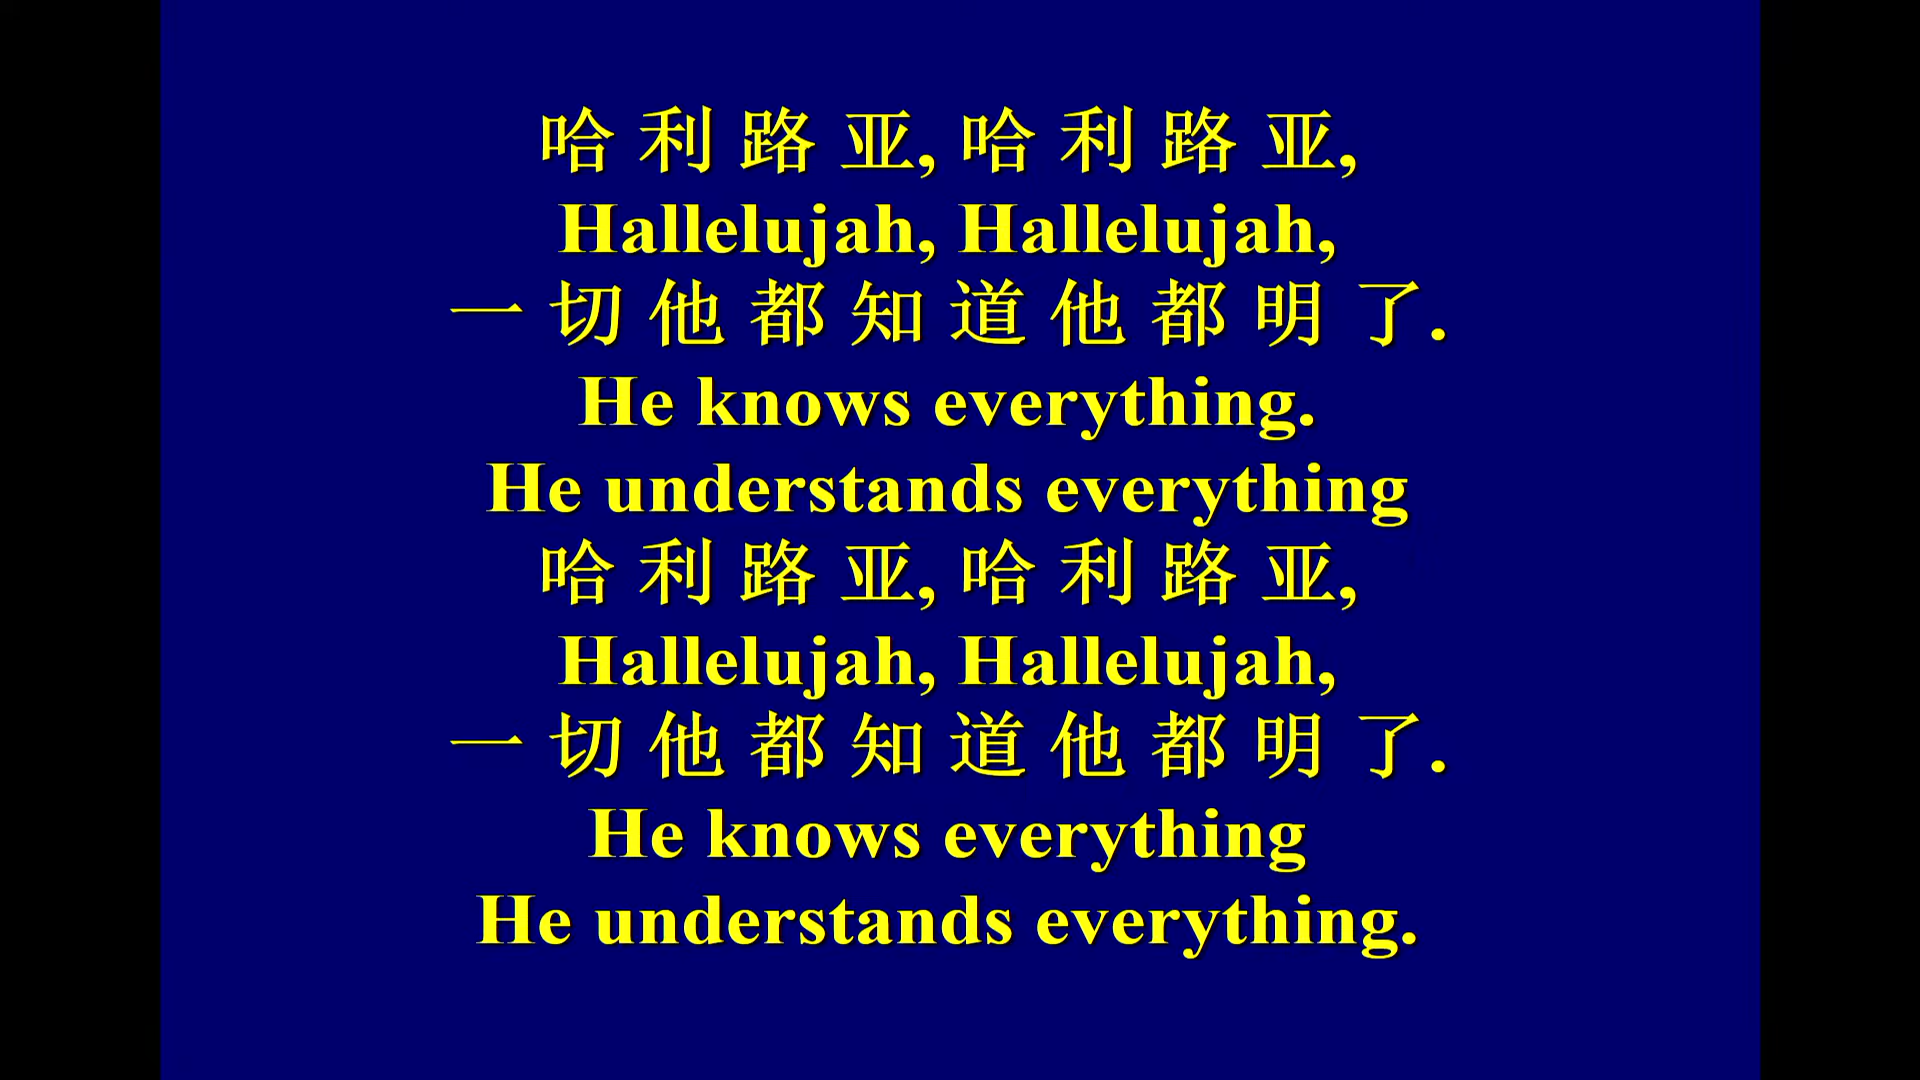 哈 利 路 亚, 哈 利 路 亚,
Hallelujah, Hallelujah,
一 切 他 都 知 道 他 都 明 了.
He knows everything.
He understands everything
哈 利 路 亚, 哈 利 路 亚,
Hallelujah, Hallelujah,
一 切 他 都 知 道 他 都 明 了.
He knows everything
He understands everything.